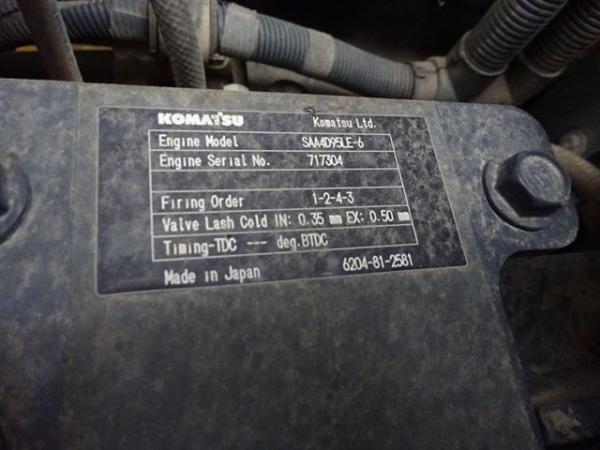 KOMATSU Komatsu Ltd.
Engine Model SAA4D95LE-6
Engine Serial No. 717304
Firing Order 1-2-4-3
Valve Lash Cold IN: 0.35 mm EX: 0.50 mm
Timing-TDC --- deg.BTDC
Made in Japan 6204-81-2581